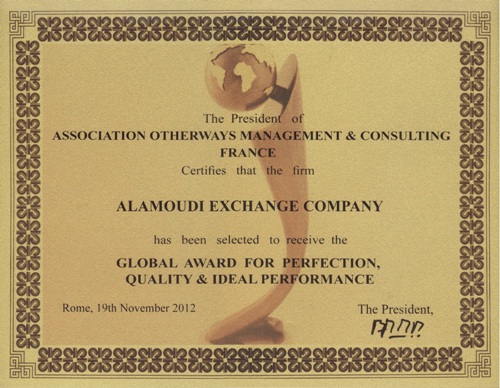 The President of
ASSOCIATION OTHERWAYS MANAGEMENT & CONSULTING
FRANCE
Certifies that the firm
ALAMOUDI EXCHANGE COMPANY
has been selected to receive the
GLOBAL AWARD FOR PERFECTION,
QUALITY & IDEAL PERFORMANCE
Rome, 19th November 2012
The President,